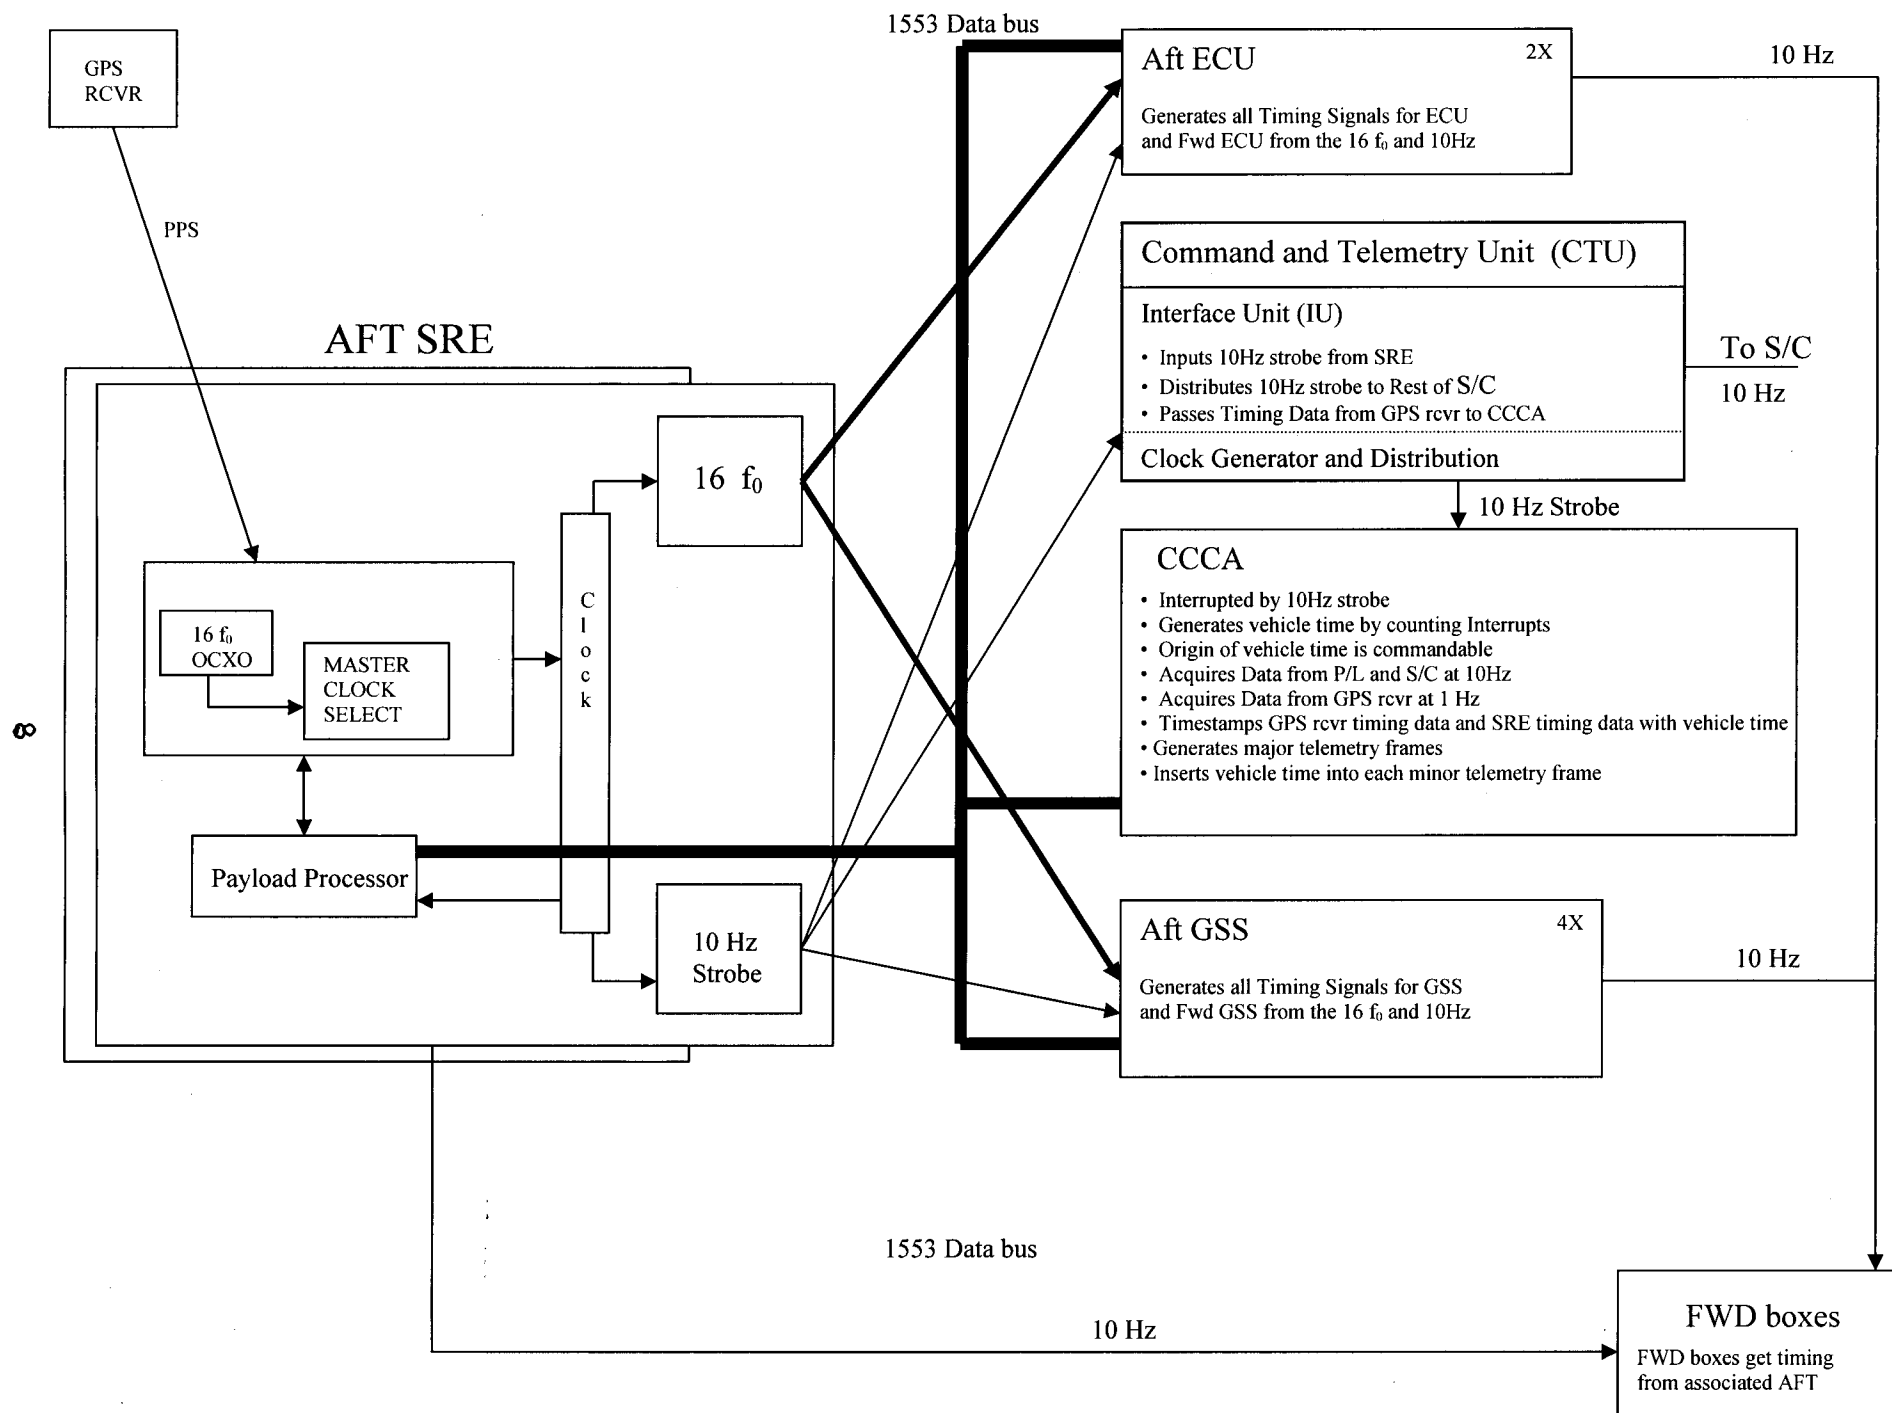 1553 Data bus
GPS
RCVR
PPS
Aft ECU
2X
Generates all Timing Signals for ECU
and Fwd ECU from the 16 f₀ and 10Hz
10 Hz
Command and Telemetry Unit (CTU)
Interface Unit (IU)
• Inputs 10Hz strobe from SRE
• Distributes 10Hz strobe to Rest of S/C
• Passes Timing Data from GPS rcvr to CCCA
Clock Generator and Distribution
To S/C
10 Hz
10 Hz Strobe
AFT SRE
16 f₀
16 f₀
OCXO
MASTER
CLOCK
SELECT
Clock
Payload Processor
10 Hz
Strobe
CCCA
• Interrupted by 10Hz strobe
• Generates vehicle time by counting Interrupts
• Origin of vehicle time is commandable
• Acquires Data from P/L and S/C at 10Hz
• Acquires Data from GPS rcvr at 1 Hz
• Timestamps GPS rcvr timing data and SRE timing data with vehicle time
• Generates major telemetry frames
• Inserts vehicle time into each minor telemetry frame
8
Aft GSS
4X
Generates all Timing Signals for GSS
and Fwd GSS from the 16 f₀ and 10Hz
10 Hz
1553 Data bus
10 Hz
FWD boxes
FWD boxes get timing
from associated AFT